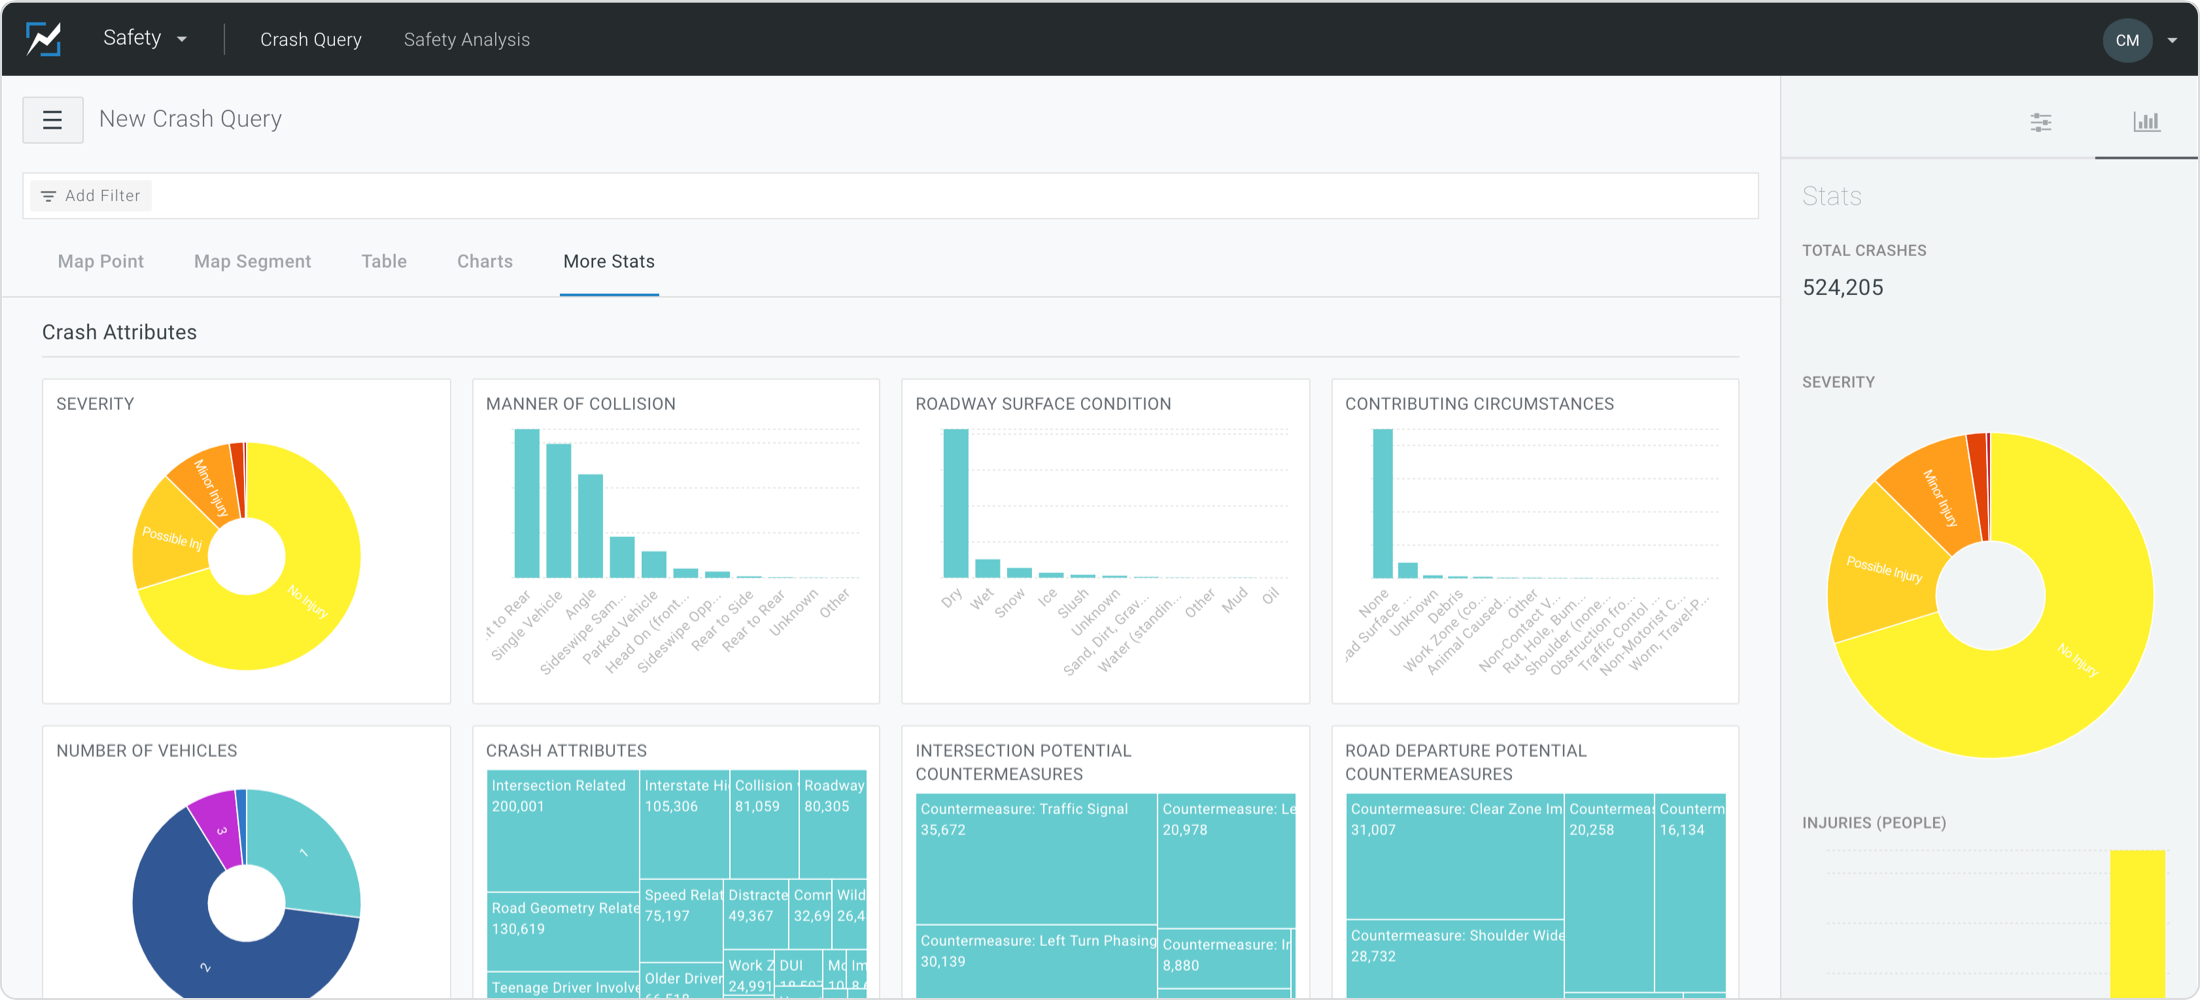 Safety
Crash Query
Safety Analysis
CM
New Crash Query
Add Filter
Map Point
Map Segment
Table
Charts
More Stats
Crash Attributes
SEVERITY
Minor Injury
Possible Inj
No Injury
MANNER OF COLLISION
t to Rear
Single Vehicle
Angle
Sideswipe Sam...
Parked Vehicle
Head On (front...
Sideswipe Opp...
Rear to Side
Rear to Rear
Unknown
Other
ROADWAY SURFACE CONDITION
Dry
Wet
Snow
Ice
Slush
Unknown
Sand, Dirt, Grav...
Water (standin...
Other
Mud
Oil
CONTRIBUTING CIRCUMSTANCES
None
ad Surface ...
Unknown
Debris
Work Zone (co...
Animal Caused...
Other
Non-Contact V...
Rut, Hole, Bum...
Shoulder (none...
Obstruction fro...
Traffic Control ...
Non-Motorist C...
Worn, Travel-P...
NUMBER OF VEHICLES
1
2
3
CRASH ATTRIBUTES
Intersection Related
200,001
Interstate Hi
105,306
Collision
81,059
Roadway
80,305
Road Geometry Relate
130,619
Speed Relat
75,197
Distracte
49,367
Comr
32,69
Wild
26,4
Teenage Driver Involve
Older Driver
Work Z
24,991
DUI
Im
INTERSECTION POTENTIAL
COUNTERMEASURES
Countermeasure: Traffic Signal
35,672
Countermeasure: Le
20,978
Countermeasure: Left Turn Phasing
30,139
Countermeasure: Ir
8,880
ROAD DEPARTURE POTENTIAL
COUNTERMEASURES
Countermeasure: Clear Zone Im
31,007
Countermea
20,258
Counterm
16,134
Countermeasure: Shoulder Wide
28,732
Stats
TOTAL CRASHES
524,205
SEVERITY
Minor Injury
Possible Injury
No Injury
INJURIES (PEOPLE)